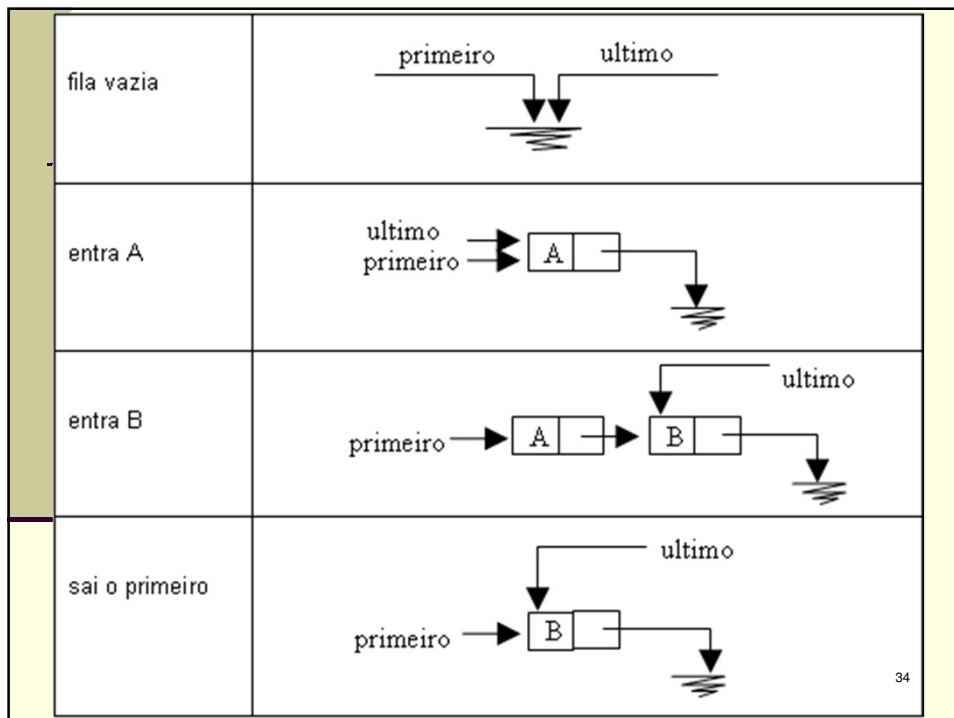 fila vazia
primeiro
ultimo
entra A
ultimo
primeiro
A
entra B
ultimo
primeiro
A
B
sai o primeiro
ultimo
primeiro
B
34